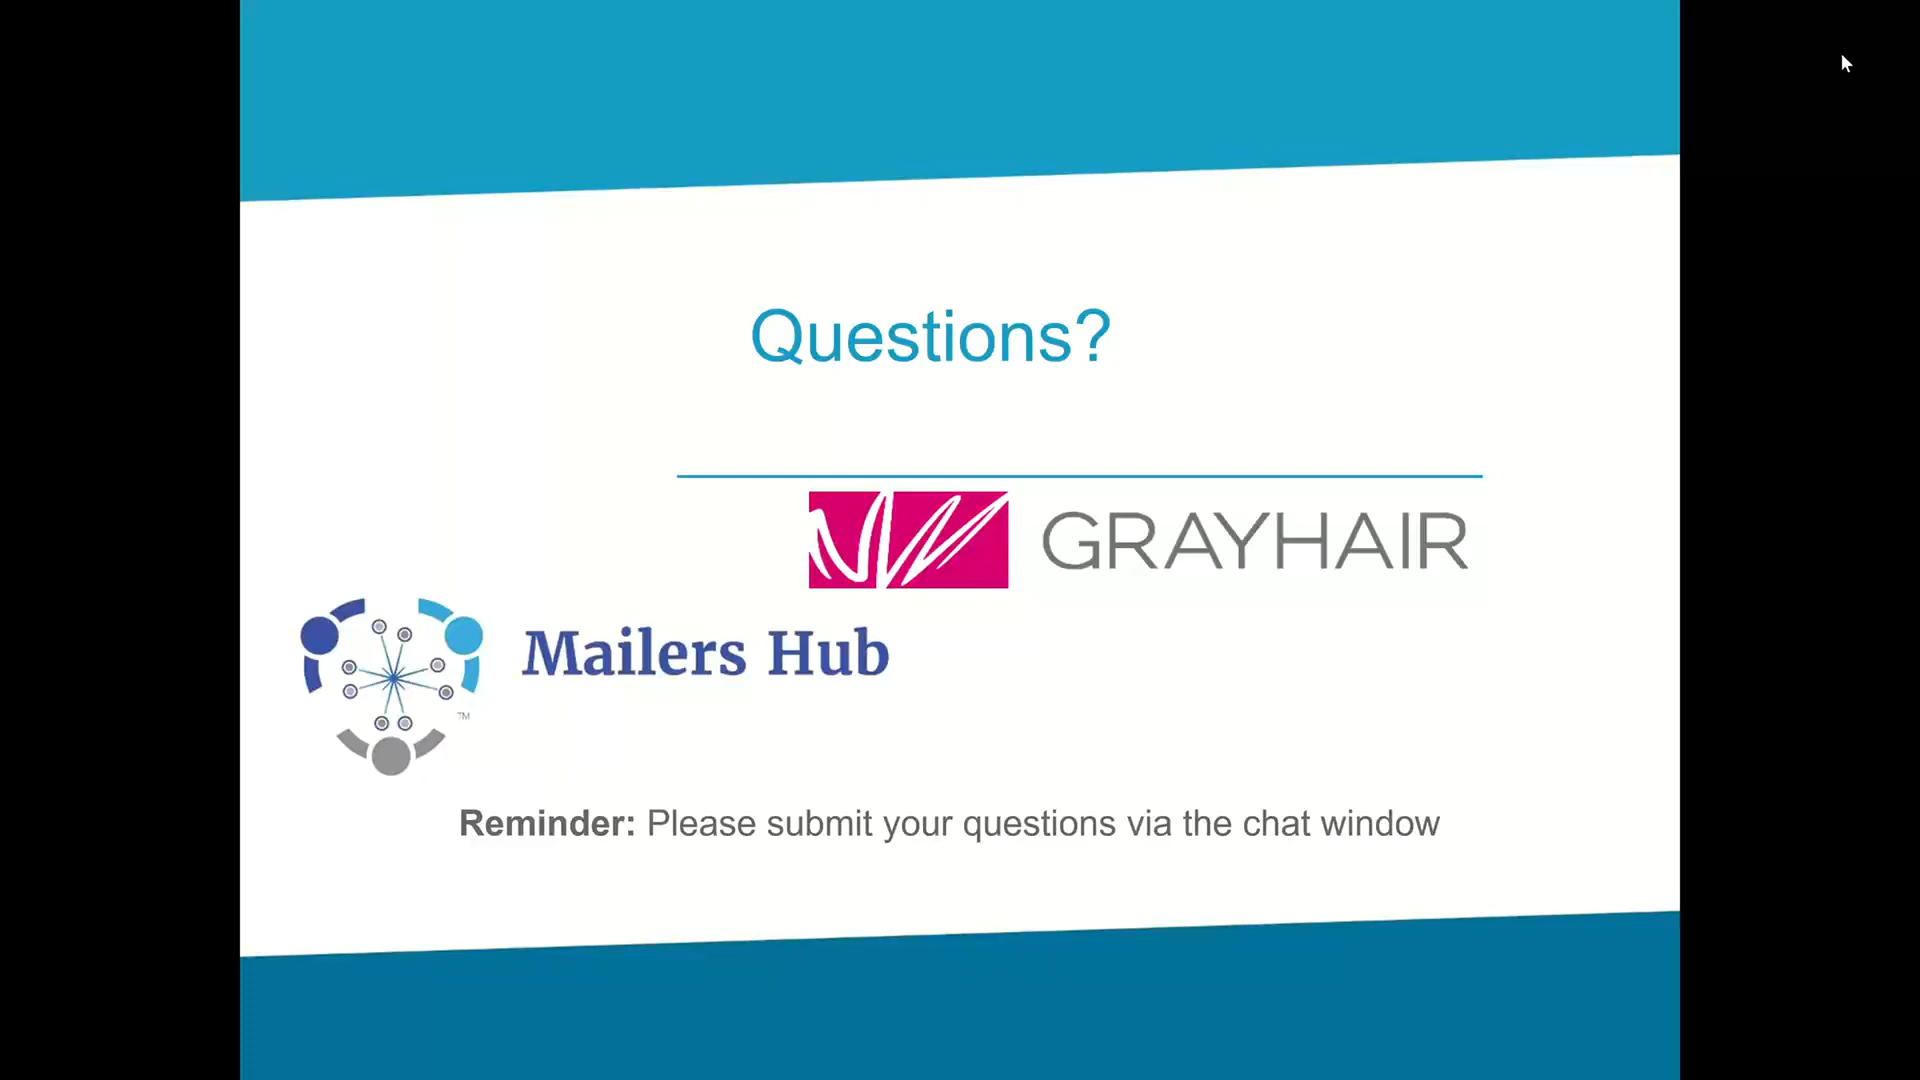 Questions?
GRAYHAIR
Mailers Hub
TM
Reminder: Please submit your questions via the chat window